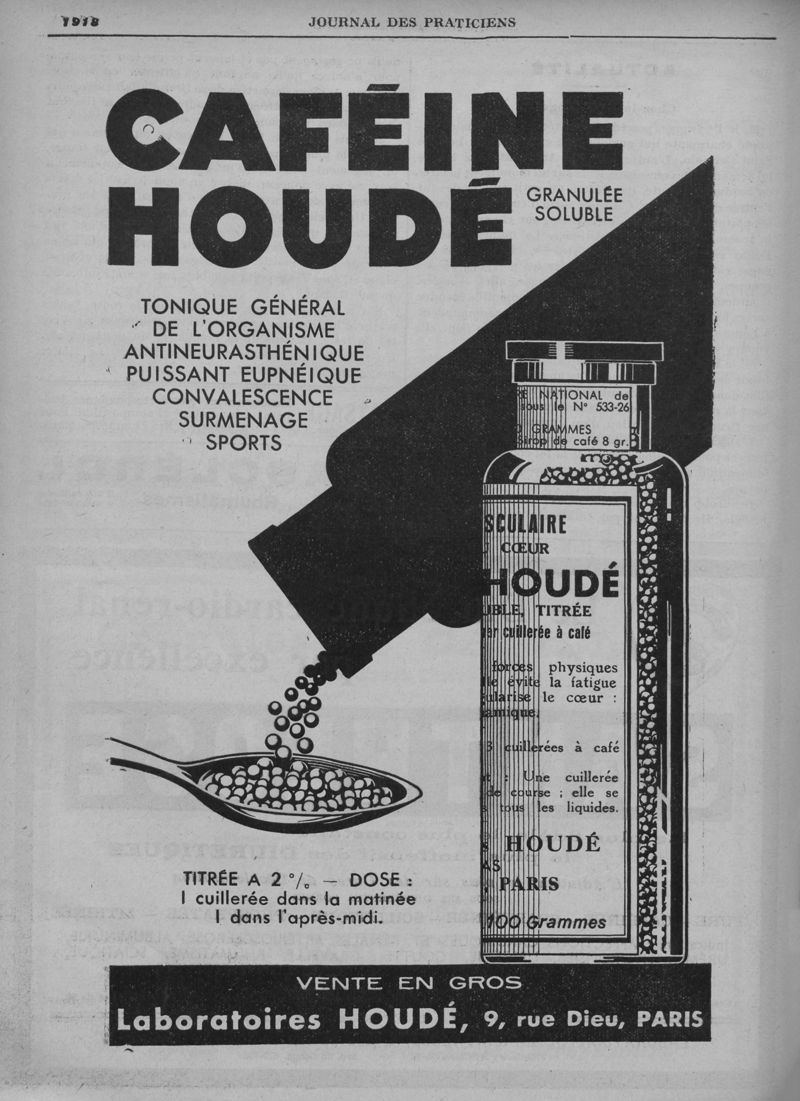 1918
JOURNAL DES PRATICIENS
CAFÉINE
HOUDÉ
GRANULÉE
SOLUBLE
TONIQUE GÉNÉRAL
DE L'ORGANISME
ANTINEURASTHÉNIQUE
PUISSANT EUPNÉIQUE
CONVALESCENCE
SURMENAGE
SPORTS
NATIONAL de
sous le N° 533-26
GRAMMES
Sirop de café 8 gr.
SCULAIRE
CŒUR
HOUDÉ
UBLE, TITRÉE
par cuillerée à café
forces physiques
évite la fatigue
ularise le cœur :
amique.
3 cuillerées à café
: Une cuillerée
de course ; elle se
tous les liquides.
HOUDÉ
AS
PARIS
100 Grammes
TITRÉE A 2 % — DOSE :
1 cuillerée dans la matinée
1 dans l'après-midi.
VENTE EN GROS
Laboratoires HOUDÉ, 9, rue Dieu, PARIS